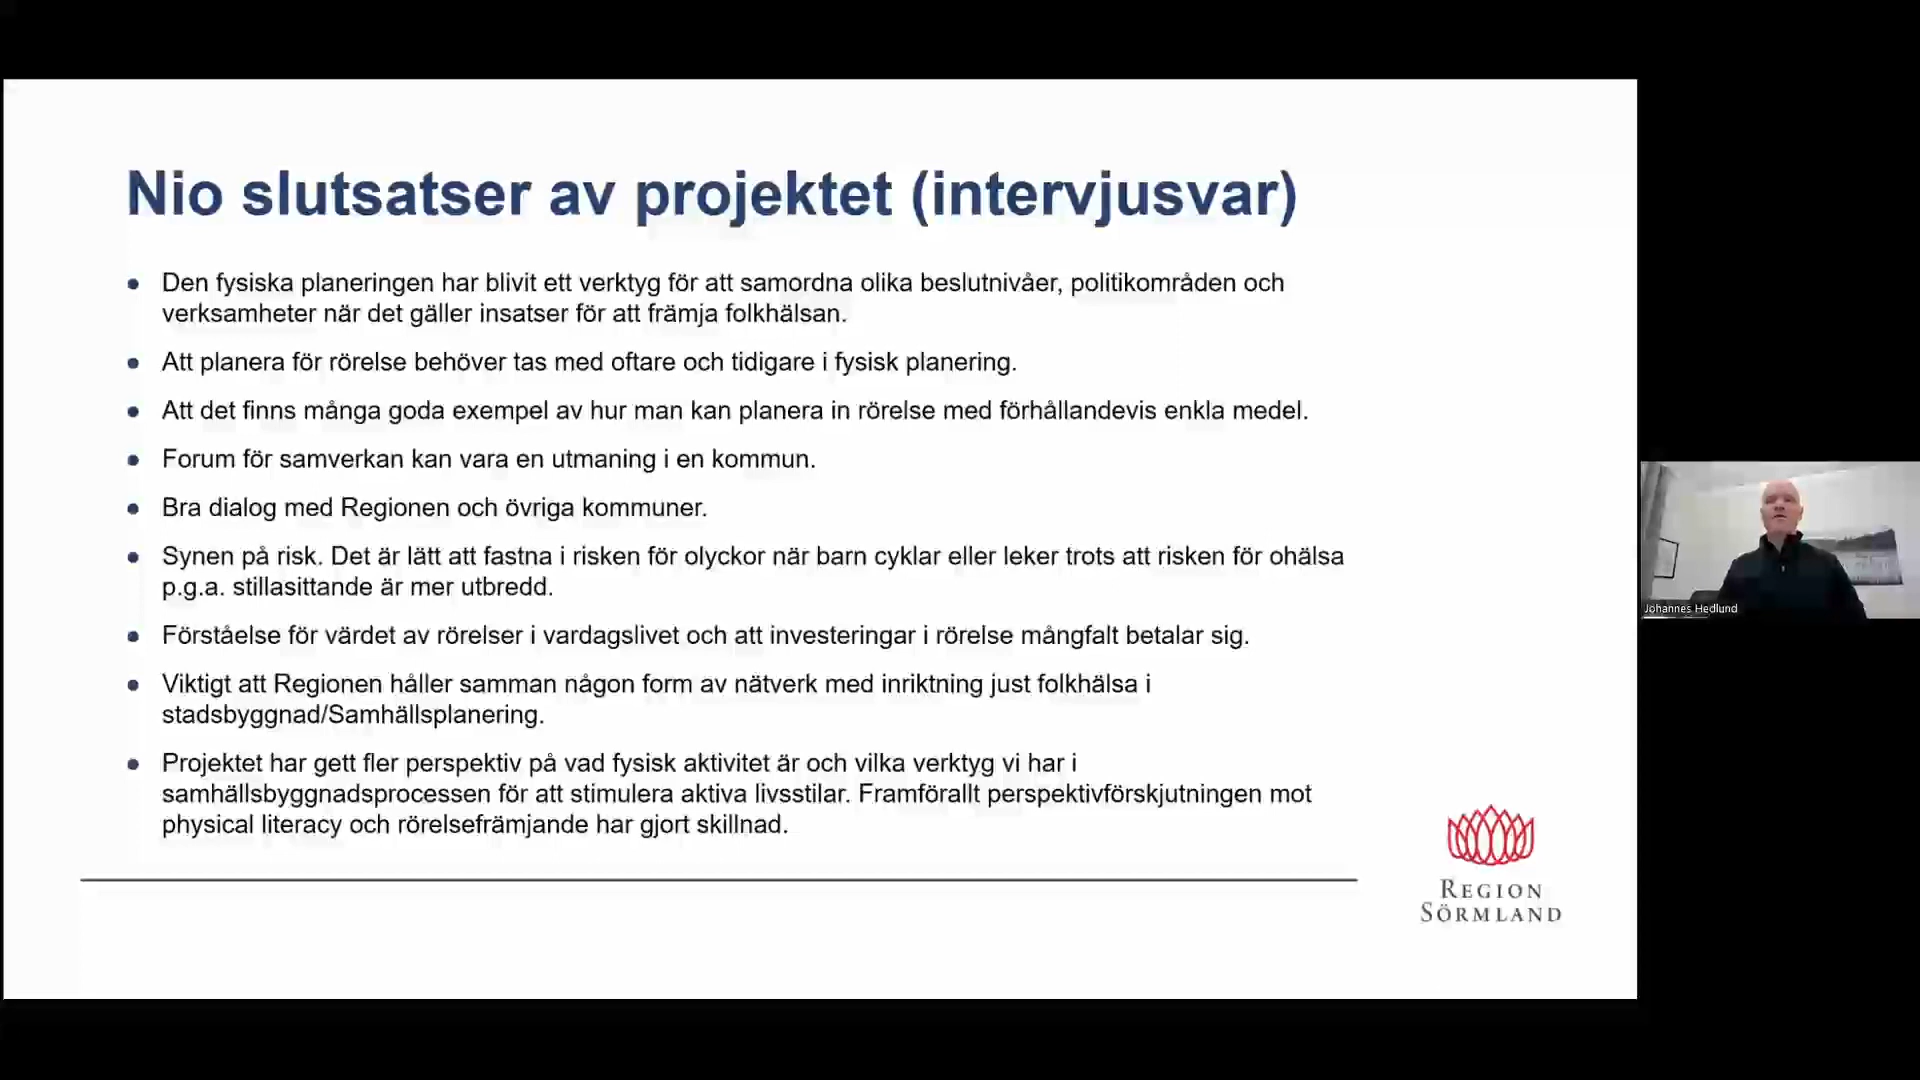 Nio slutsatser av projektet (intervjusvar)
Den fysiska planeringen har blivit ett verktyg för att samordna olika beslutnivåer, politikområden och
verksamheter när det gäller insatser för att främja folkhälsan.
Att planera för rörelse behöver tas med oftare och tidigare i fysisk planering.
Att det finns många goda exempel av hur man kan planera in rörelse med förhållandevis enkla medel.
Forum för samverkan kan vara en utmaning i en kommun.
Bra dialog med Regionen och övriga kommuner.
Synen på risk. Det är lätt att fastna i risken för olyckor när barn cyklar eller leker trots att risken för ohälsa
p.g.a. stillasittande är mer utbredd.
Förståelse för värdet av rörelser i vardagslivet och att investeringar i rörelse mångfalt betalar sig.
Viktigt att Regionen håller samman någon form av nätverk med inriktning just folkhälsa i
stadsbyggnad/Samhällsplanering.
Projektet har gett fler perspektiv på vad fysisk aktivitet är och vilka verktyg vi har i
samhällsbyggnadsprocessen för att stimulera aktiva livsstilar. Framförallt perspektivförskjutningen mot
physical literacy och rörelsefrämjande har gjort skillnad.
REGION
SÖRMLAND
Johannes Hedlund